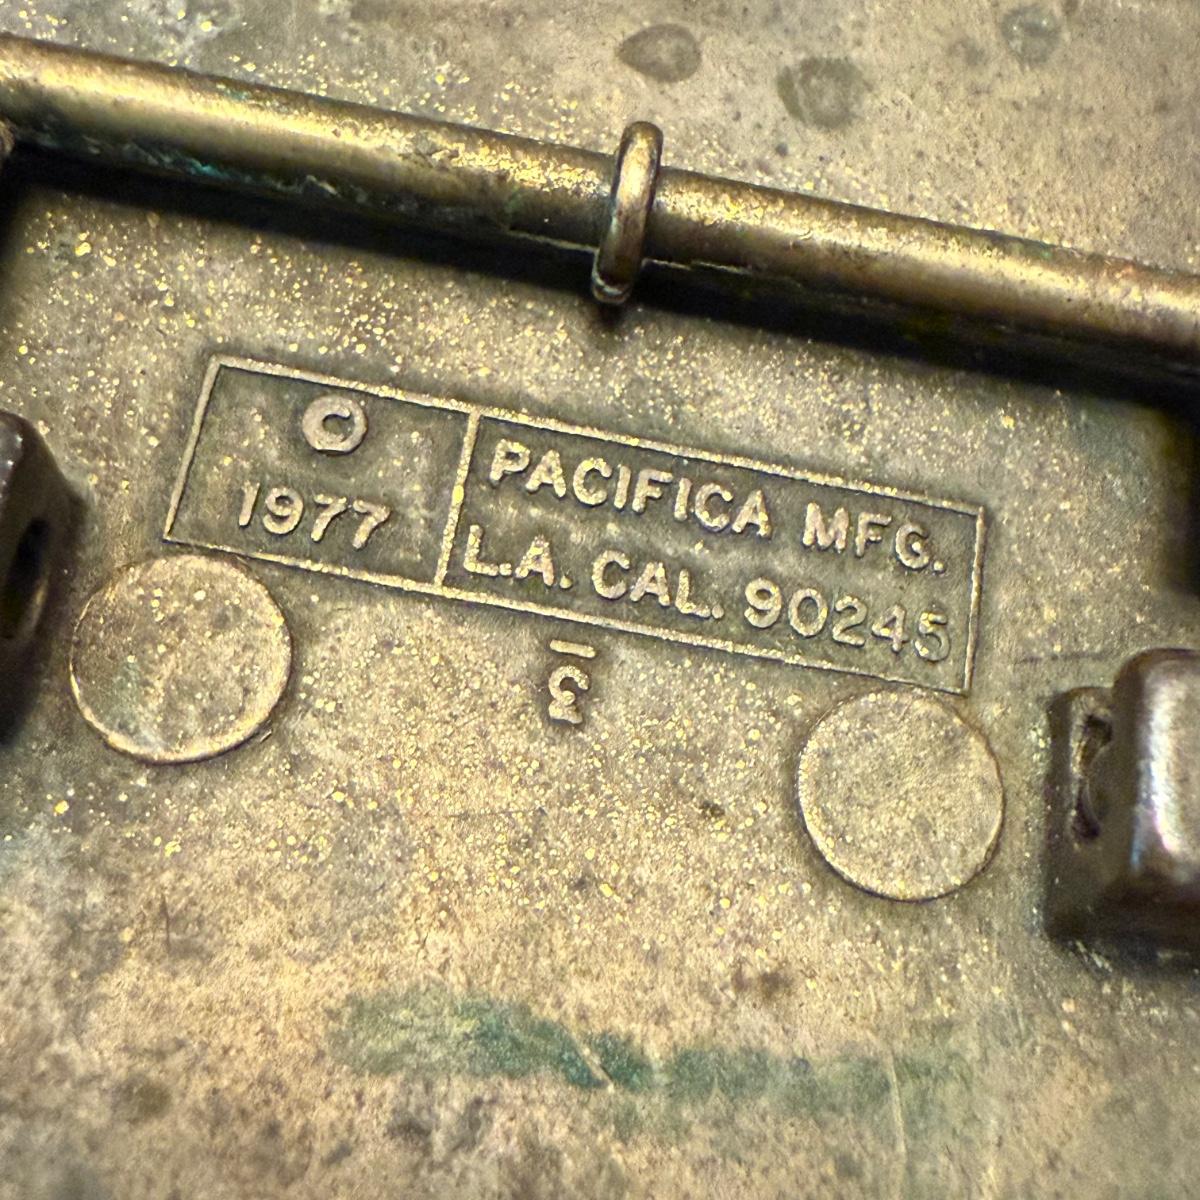 ©
1977
PACIFICA MFG.
L.A. CAL. 90245